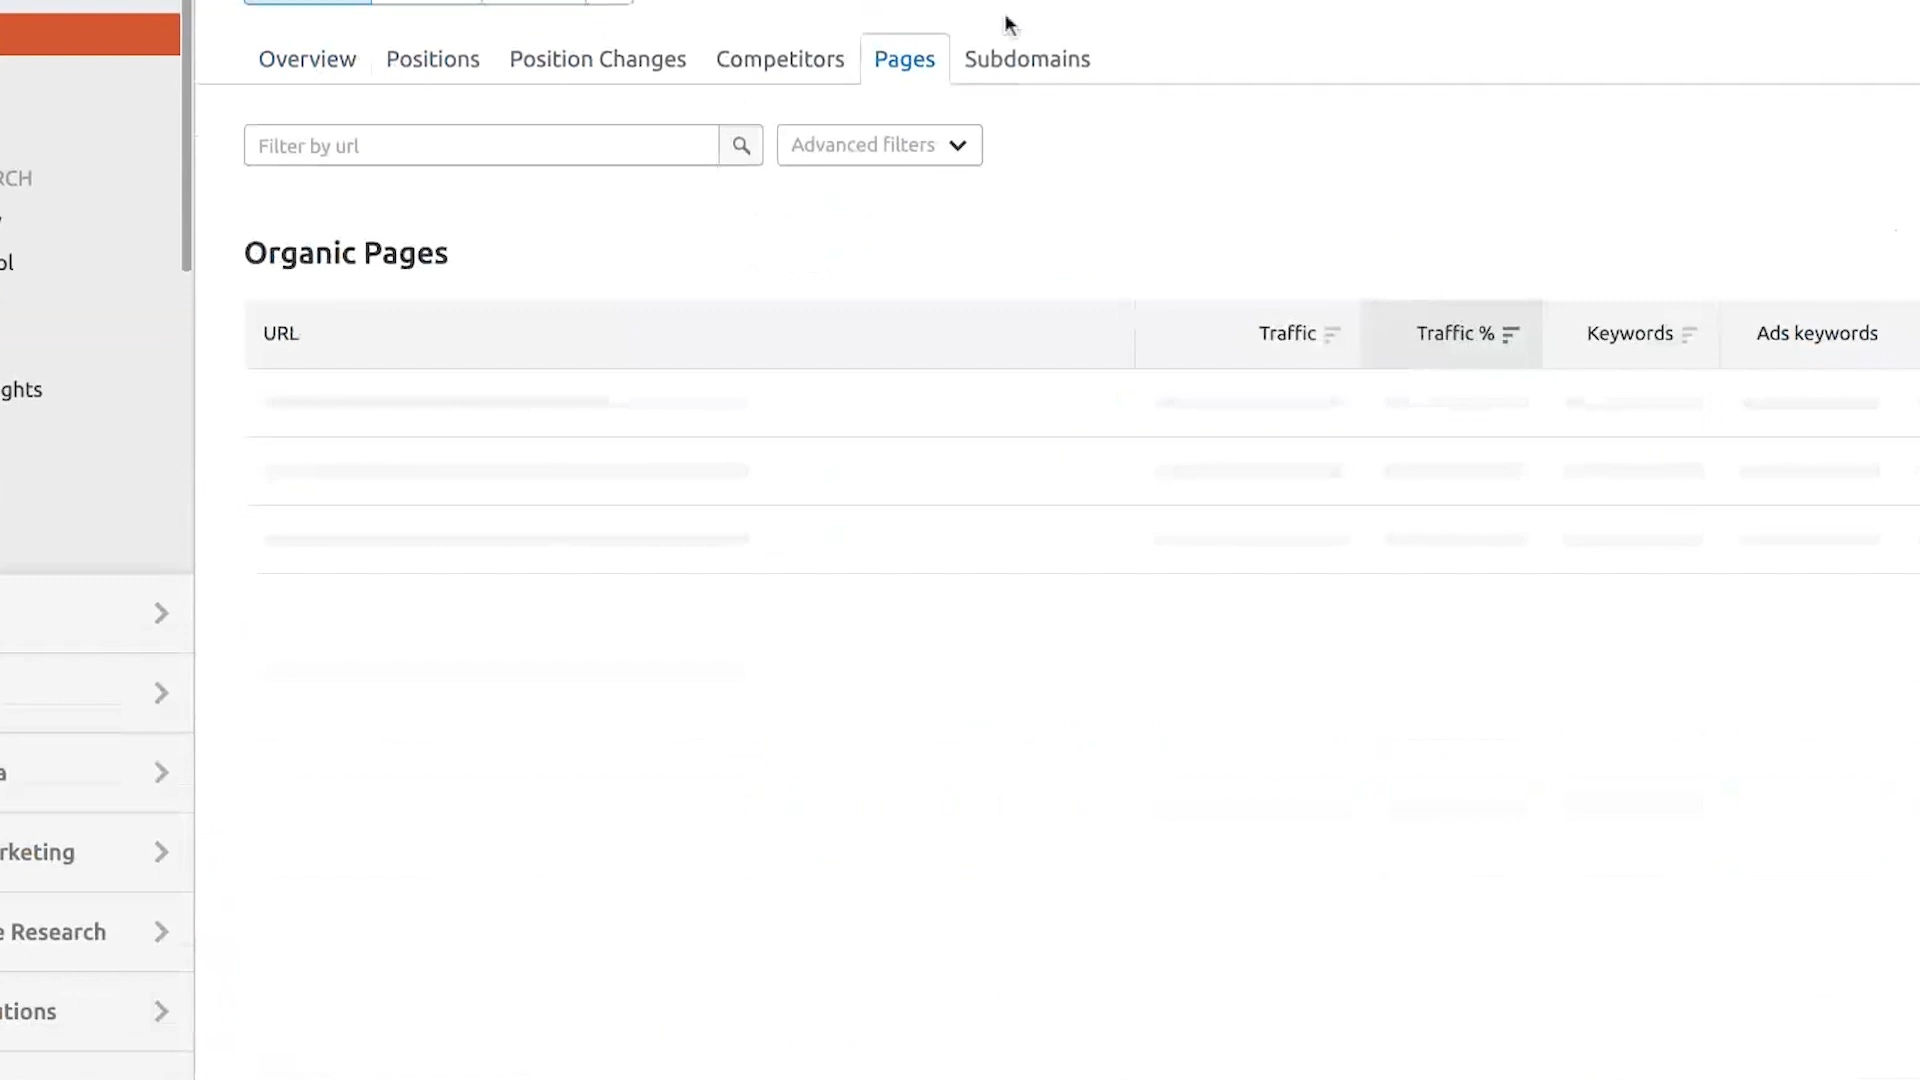 Overview Positions Position Changes Competitors Pages Subdomains
Filter by url Advanced filters
RCH
ol
ghts
Organic Pages
URL Traffic Traffic % Keywords Ads keywords
a
rketing
e Research
utions